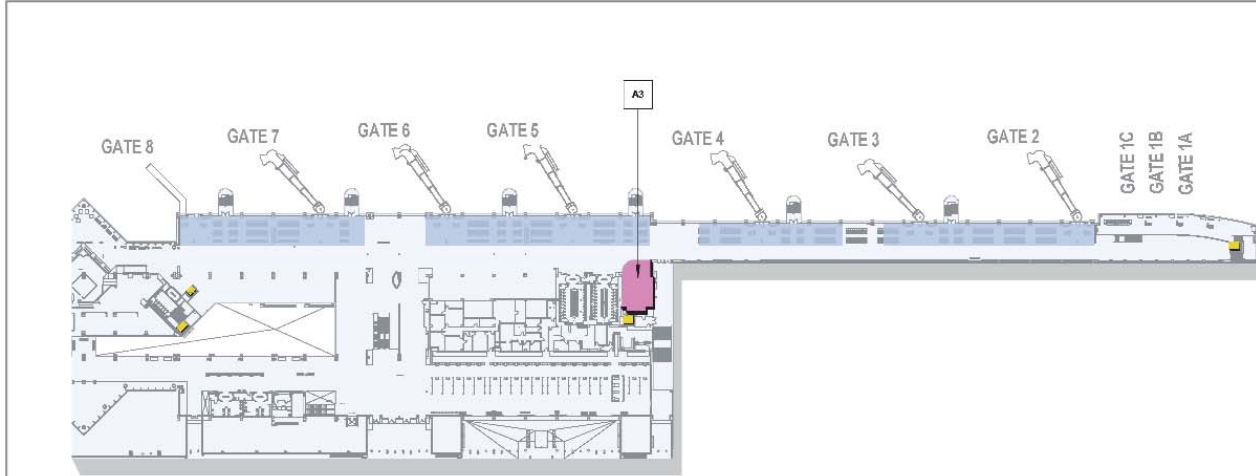 A3
GATE 8
GATE 7
GATE 6
GATE 5
GATE 4
GATE 3
GATE 2
GATE 1C
GATE 1B
GATE 1A